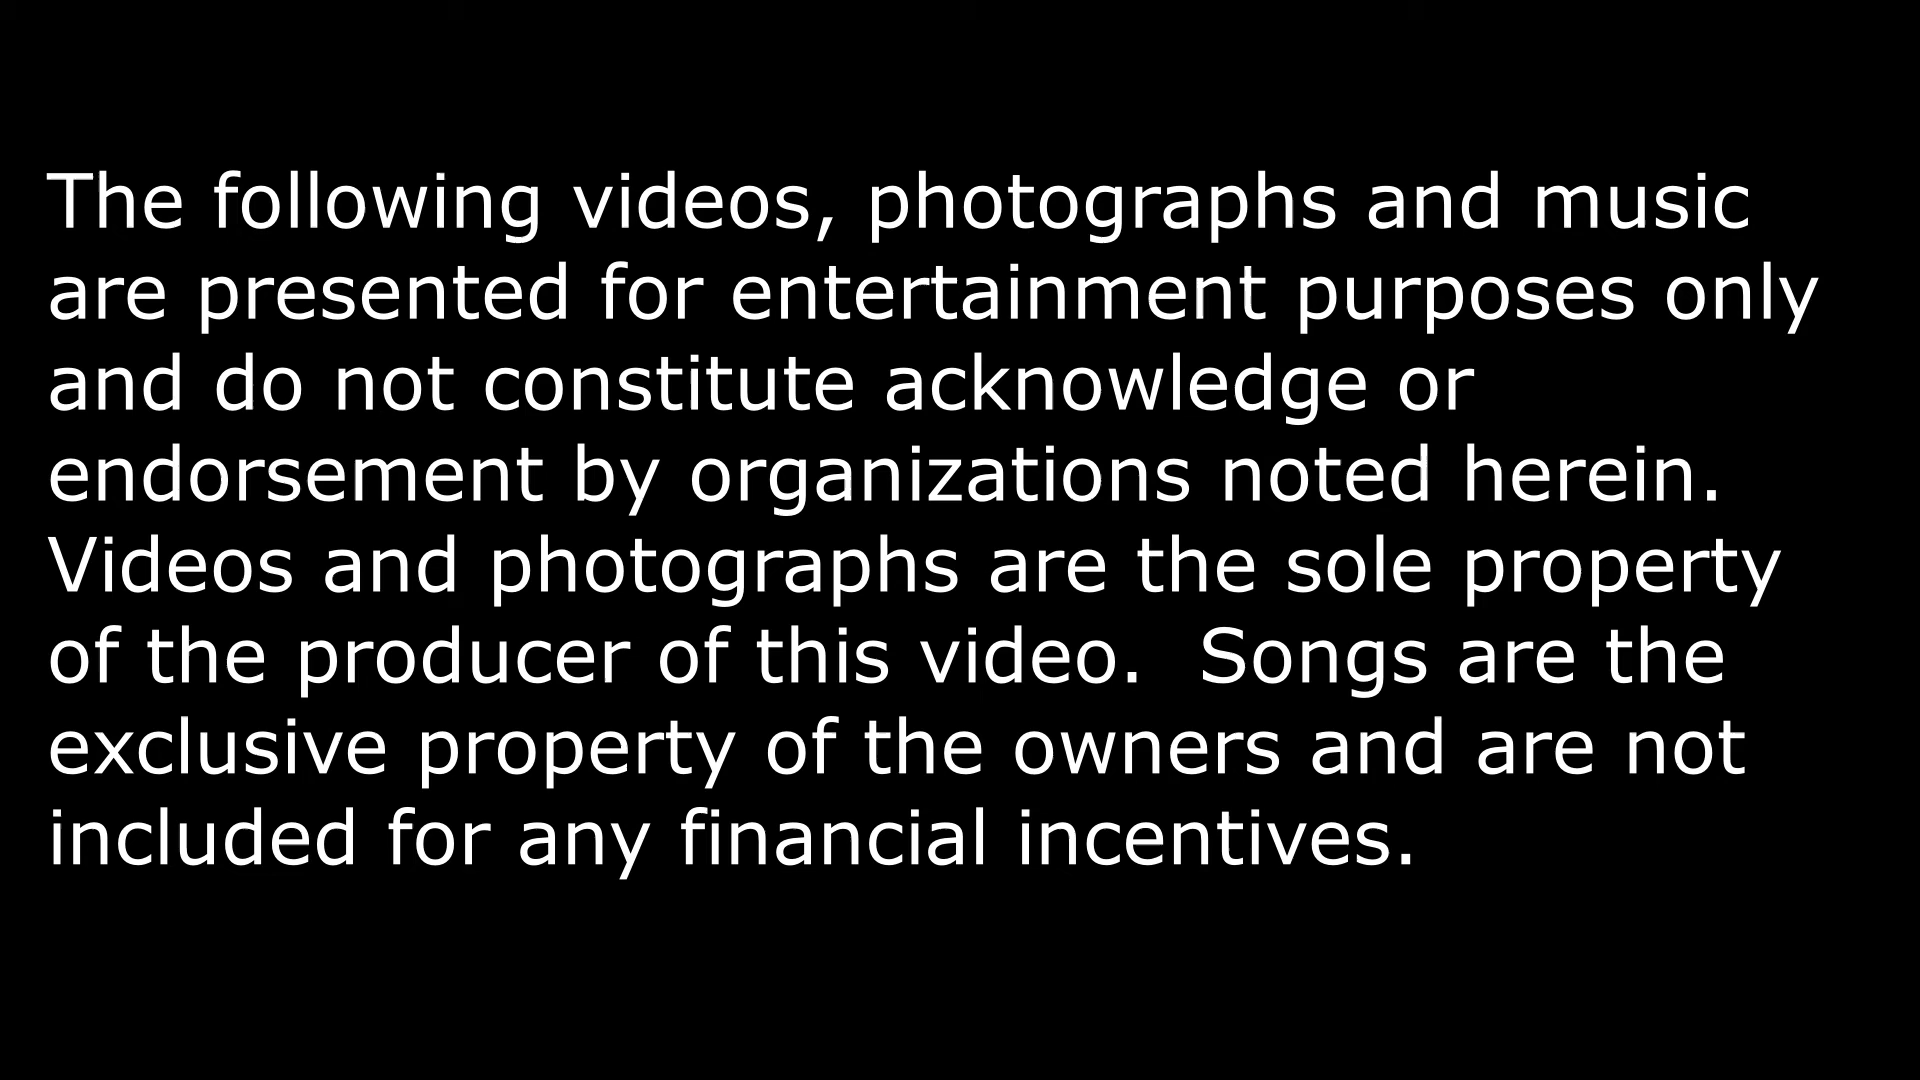 The following videos, photographs and music
are presented for entertainment purposes only
and do not constitute acknowledge or
endorsement by organizations noted herein.
Videos and photographs are the sole property
of the producer of this video.  Songs are the
exclusive property of the owners and are not
included for any financial incentives.